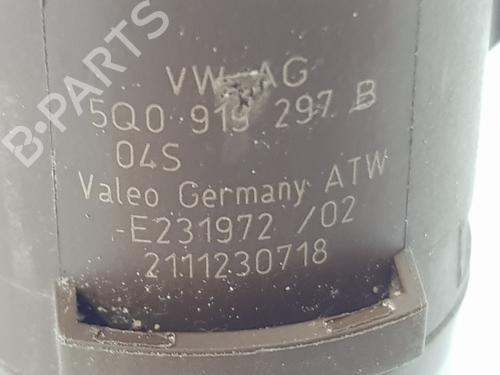 B-PARTS
VW AG
5Q0 919 297 B
04S
Valeo Germany ATW
-E231972 /02
2111230718